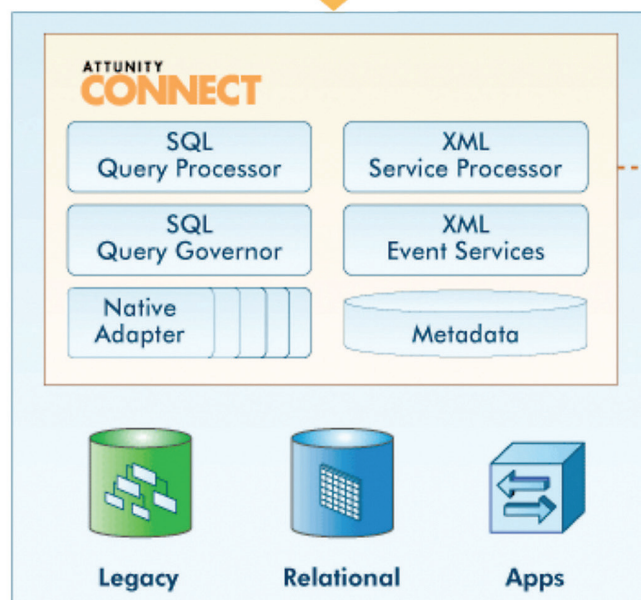 ATTUNITY
CONNECT
SQL
Query Processor
XML
Service Processor
SQL
Query Governor
XML
Event Services
Native
Adapter
Metadata
Legacy
Relational
Apps